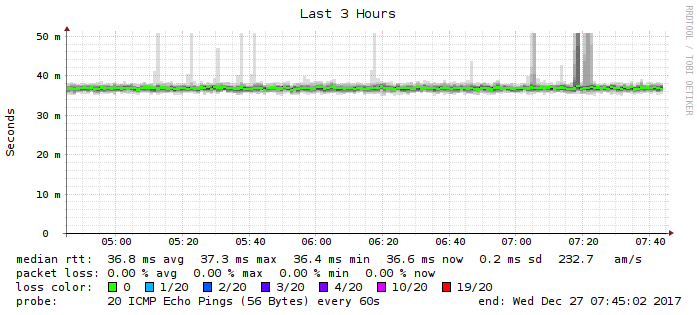 Last 3 Hours
RRDTOOL / TOBI OETIKER
Seconds
50 m
40 m
30 m
20 m
10 m
0
05:00 05:20 05:40 06:00 06:20 06:40 07:00 07:20 07:40
median rtt: 36.8 ms avg 37.3 ms max 36.4 ms min 36.6 ms now 0.2 ms sd 232.7 am/s
packet loss: 0.00 % avg 0.00 % max 0.00 % min 0.00 % now
loss color: 0 1/20 2/20 3/20 4/20 10/20 19/20
probe: 20 ICMP Echo Pings (56 Bytes) every 60s end: Wed Dec 27 07:45:02 2017